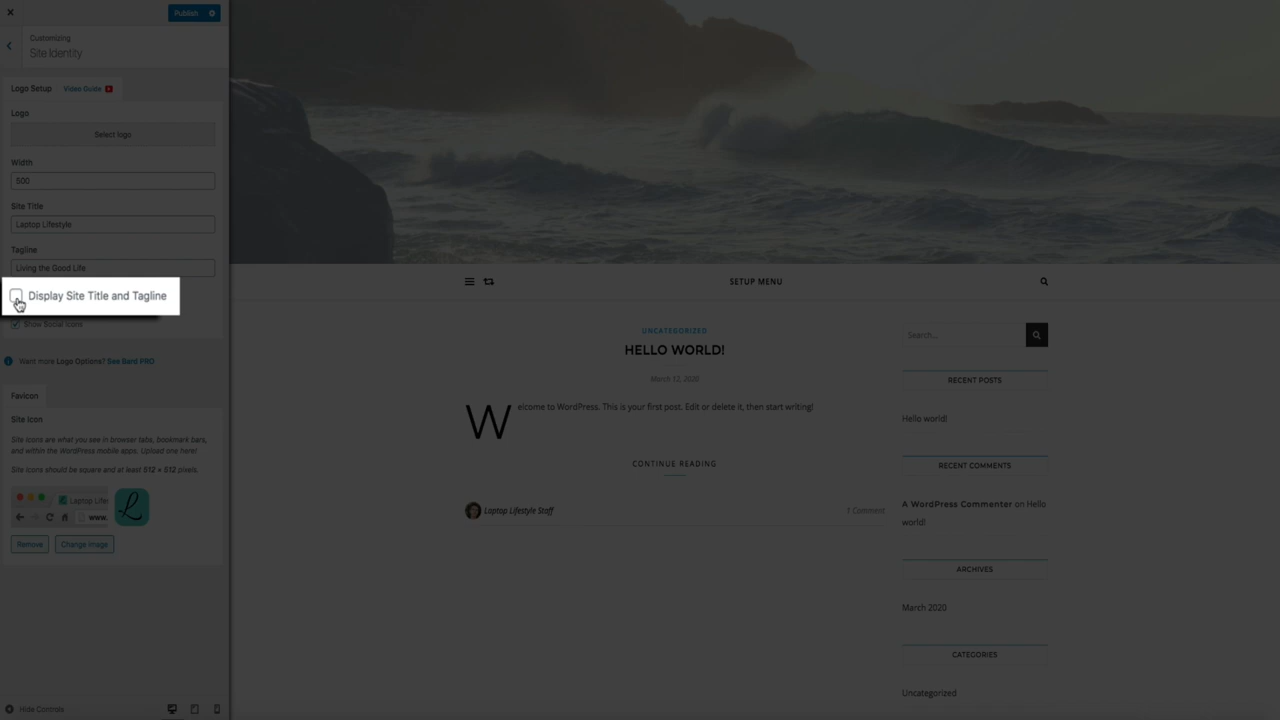 Publish
Customizing
Site Identity
Logo Setup
Video Guide
Logo
Select logo
Width
500
Site Title
Laptop Lifestyle
Tagline
Living the Good Life
Display Site Title and Tagline
Show Social Icons
Want more Logo Options? See Bard PRO
Favicon
Site Icon
Site Icons are what you see in browser tabs, bookmark bars,
and within the WordPress mobile apps. Upload one here!
Site Icons should be square and at least 512 × 512 pixels.
Laptop Lifes
www.
L
Remove
Change image
Hide Controls
SETUP MENU
UNCATEGORIZED
HELLO WORLD!
March 12, 2020
Welcome to WordPress. This is your first post. Edit or delete it, then start writing!
CONTINUE READING
Laptop Lifestyle Staff
1 Comment
Search...
RECENT POSTS
Hello world!
RECENT COMMENTS
A WordPress Commenter on Hello
world!
ARCHIVES
March 2020
CATEGORIES
Uncategorized